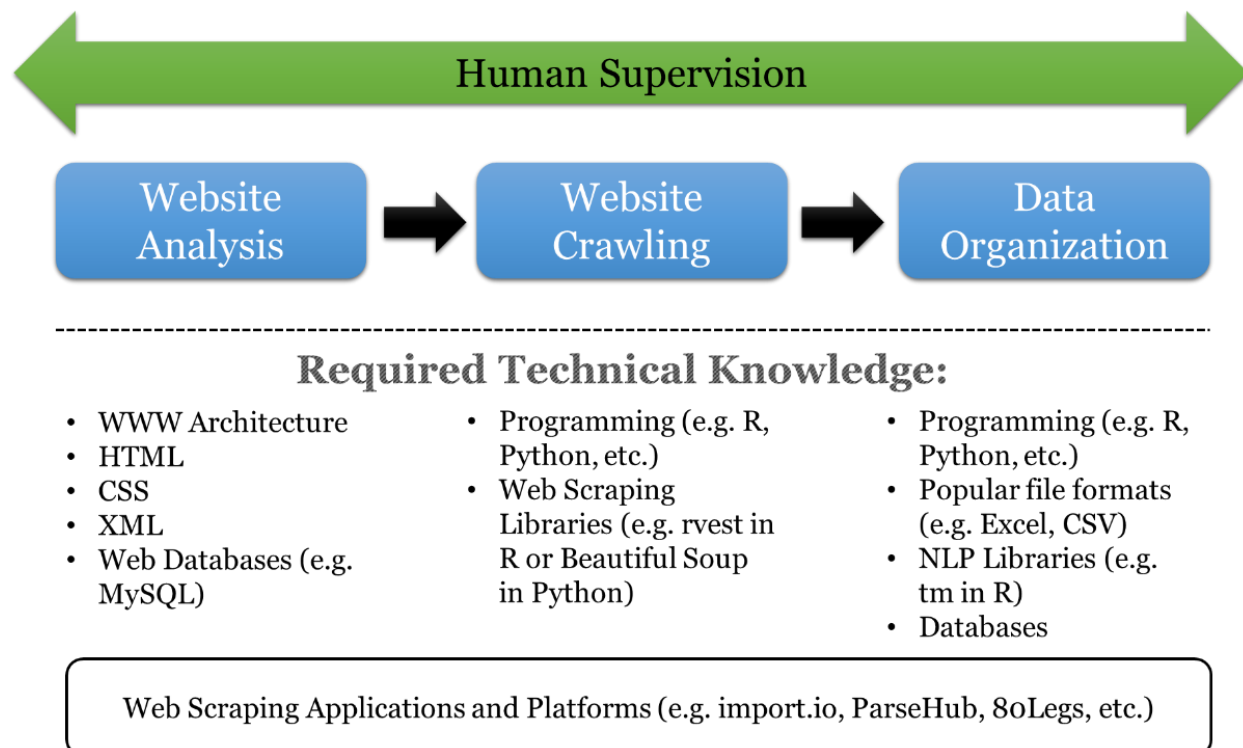 Human Supervision
Website
Analysis
Website
Crawling
Data
Organization
Required Technical Knowledge:
• WWW Architecture
• HTML
• CSS
• XML
• Web Databases (e.g.
MySQL)
• Programming (e.g. R,
Python, etc.)
• Web Scraping
Libraries (e.g. rvest in
R or Beautiful Soup
in Python)
• Programming (e.g. R,
Python, etc.)
• Popular file formats
(e.g. Excel, CSV)
• NLP Libraries (e.g.
tm in R)
• Databases
Web Scraping Applications and Platforms (e.g. import.io, ParseHub, 80Legs, etc.)